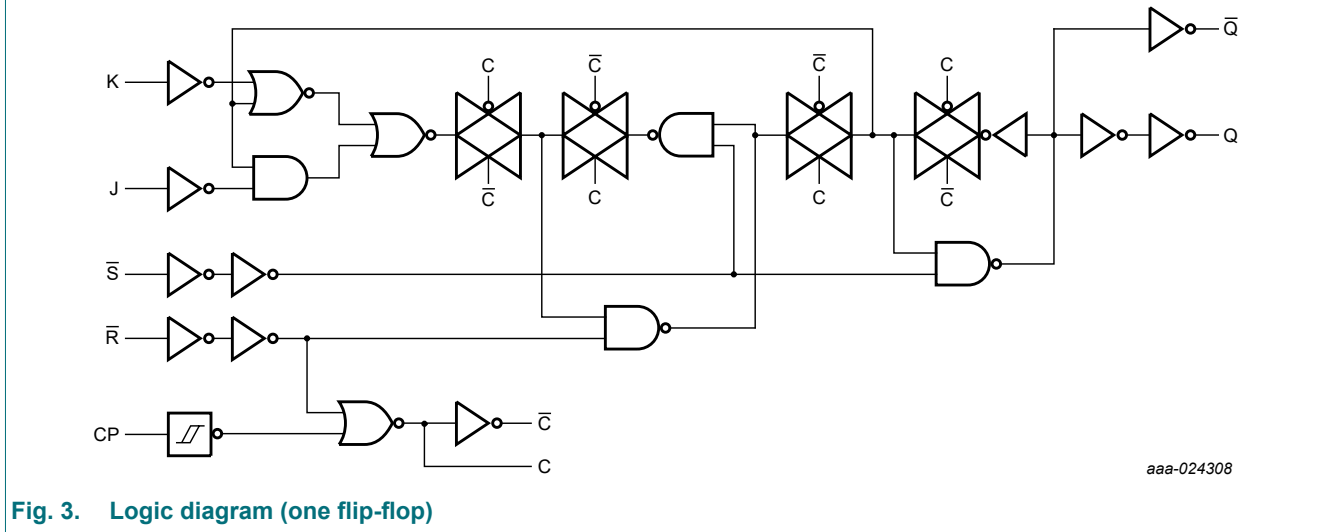 Q̅
K
C
C̅
C̅
C
Q
J
C̅
C
C
C̅
S̅
R̅
CP
C̅
C
aaa-024308
Fig. 3. Logic diagram (one flip-flop)